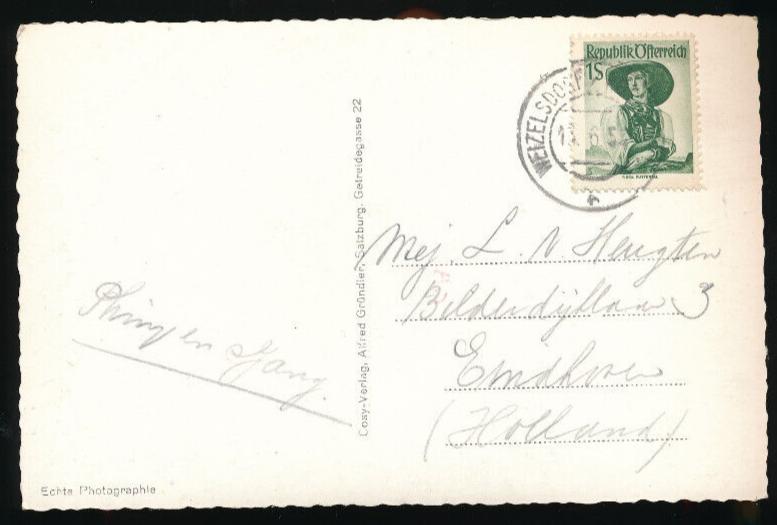 Republik Österreich
1S
WEIZELSDORF
Mej. L. v. Heugten
Bilderdijklaan 3
Eindhoven
(Holland)
en
Cosy-Verlag, Alfred Gründler, Salzburg, Getreidegasse 22
Echte Photographie